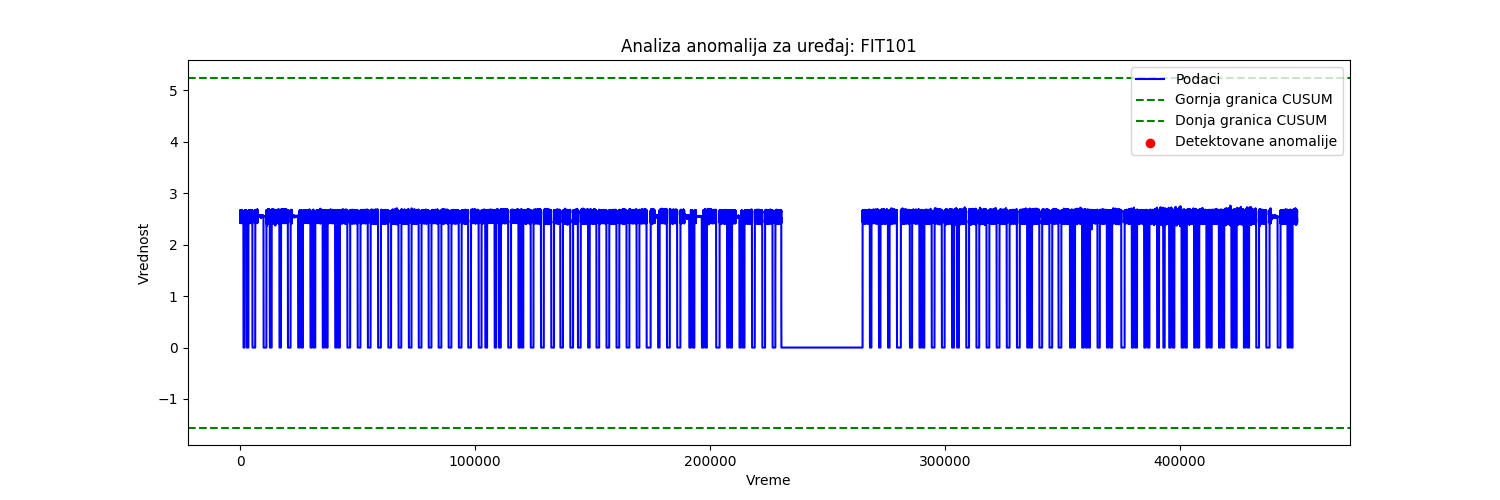 Analiza anomalija za uređaj: FIT101
Podaci
Gornja granica CUSUM
Donja granica CUSUM
Detektovane anomalije
Vrednost
5
4
3
2
1
0
−1
0
100000
200000
300000
400000
Vreme